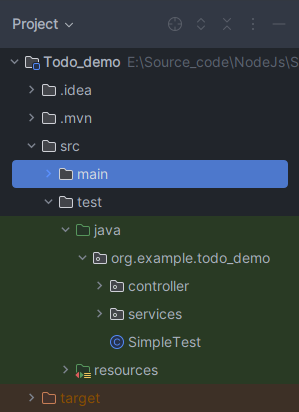 Project
Todo_demo E:\Source_code\NodeJs\S
.idea
.mvn
src
main
test
java
org.example.todo_demo
controller
services
SimpleTest
resources
target